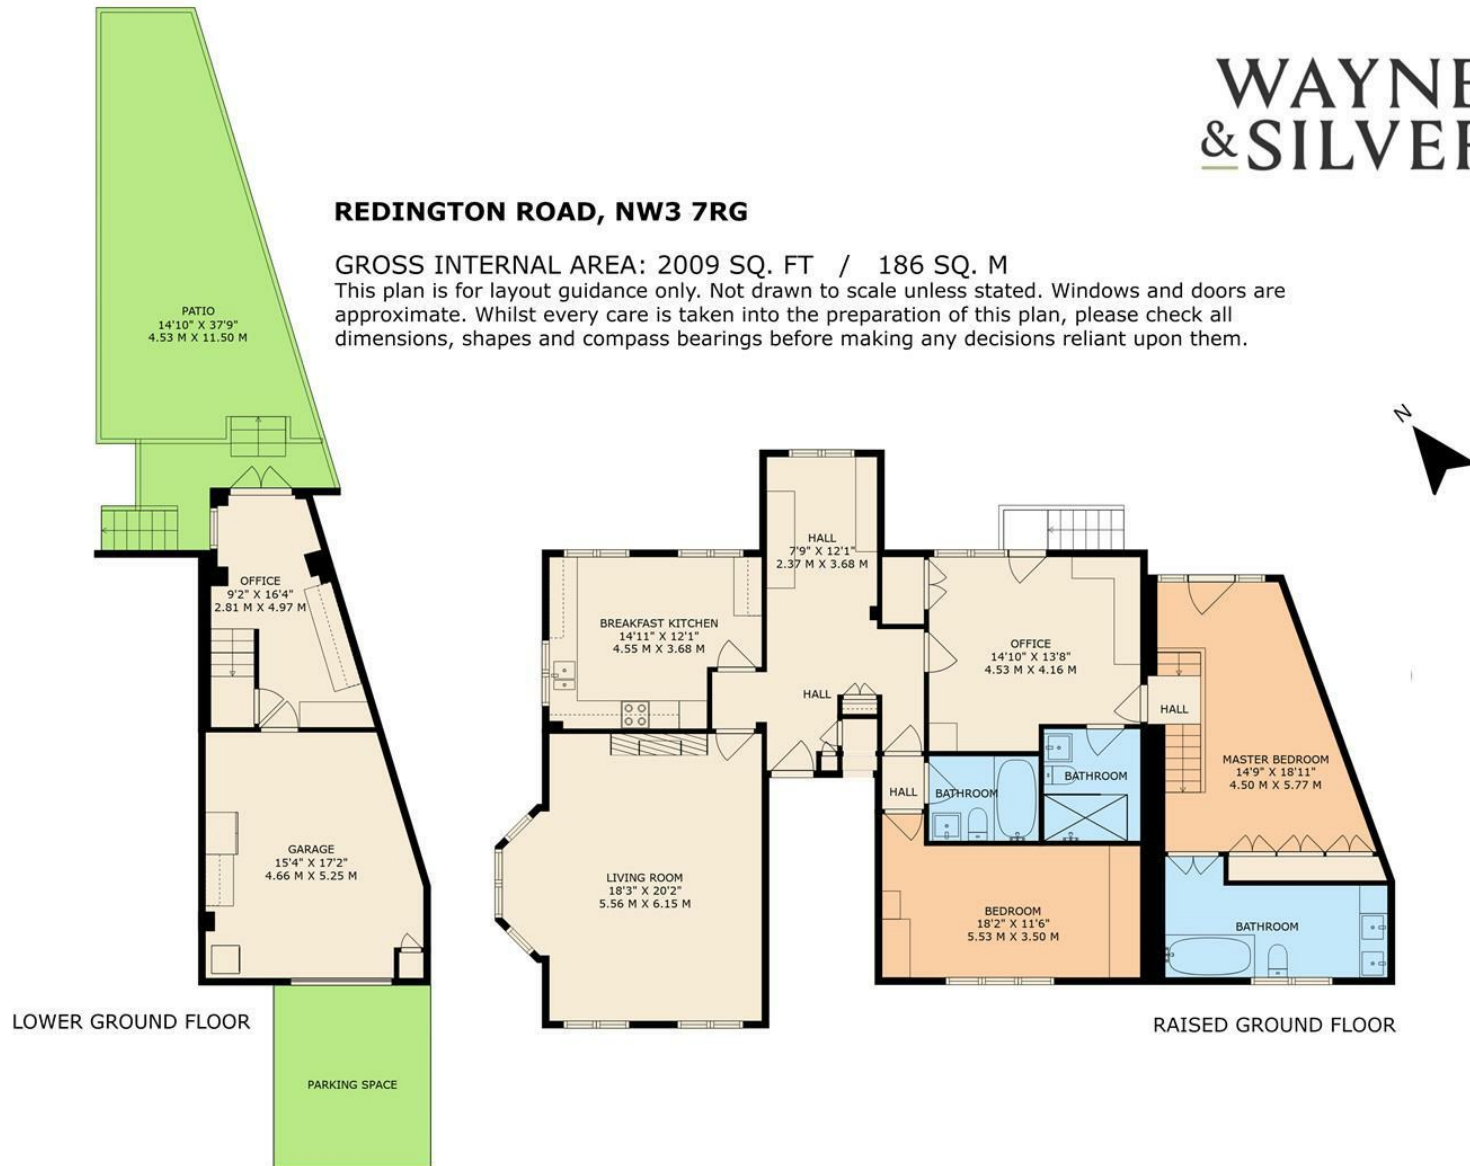 WAYNE
& SILVER
REDINGTON ROAD, NW3 7RG
GROSS INTERNAL AREA: 2009 SQ. FT / 186 SQ. M
This plan is for layout guidance only. Not drawn to scale unless stated. Windows and doors are
approximate. Whilst every care is taken into the preparation of this plan, please check all
dimensions, shapes and compass bearings before making any decisions reliant upon them.
PATIO
14'10" X 37'9"
4.53 M X 11.50 M
N
OFFICE
9'2" X 16'4"
2.81 M X 4.97 M
GARAGE
15'4" X 17'2"
4.66 M X 5.25 M
PARKING SPACE
LOWER GROUND FLOOR
HALL
7'9" X 12'1"
2.37 M X 3.68 M
BREAKFAST KITCHEN
14'11" X 12'1"
4.55 M X 3.68 M
OFFICE
14'10" X 13'8"
4.53 M X 4.16 M
HALL
HALL
MASTER BEDROOM
14'9" X 18'11"
4.50 M X 5.77 M
BATHROOM
HALL
BATHROOM
LIVING ROOM
18'3" X 20'2"
5.56 M X 6.15 M
BEDROOM
18'2" X 11'6"
5.53 M X 3.50 M
BATHROOM
RAISED GROUND FLOOR